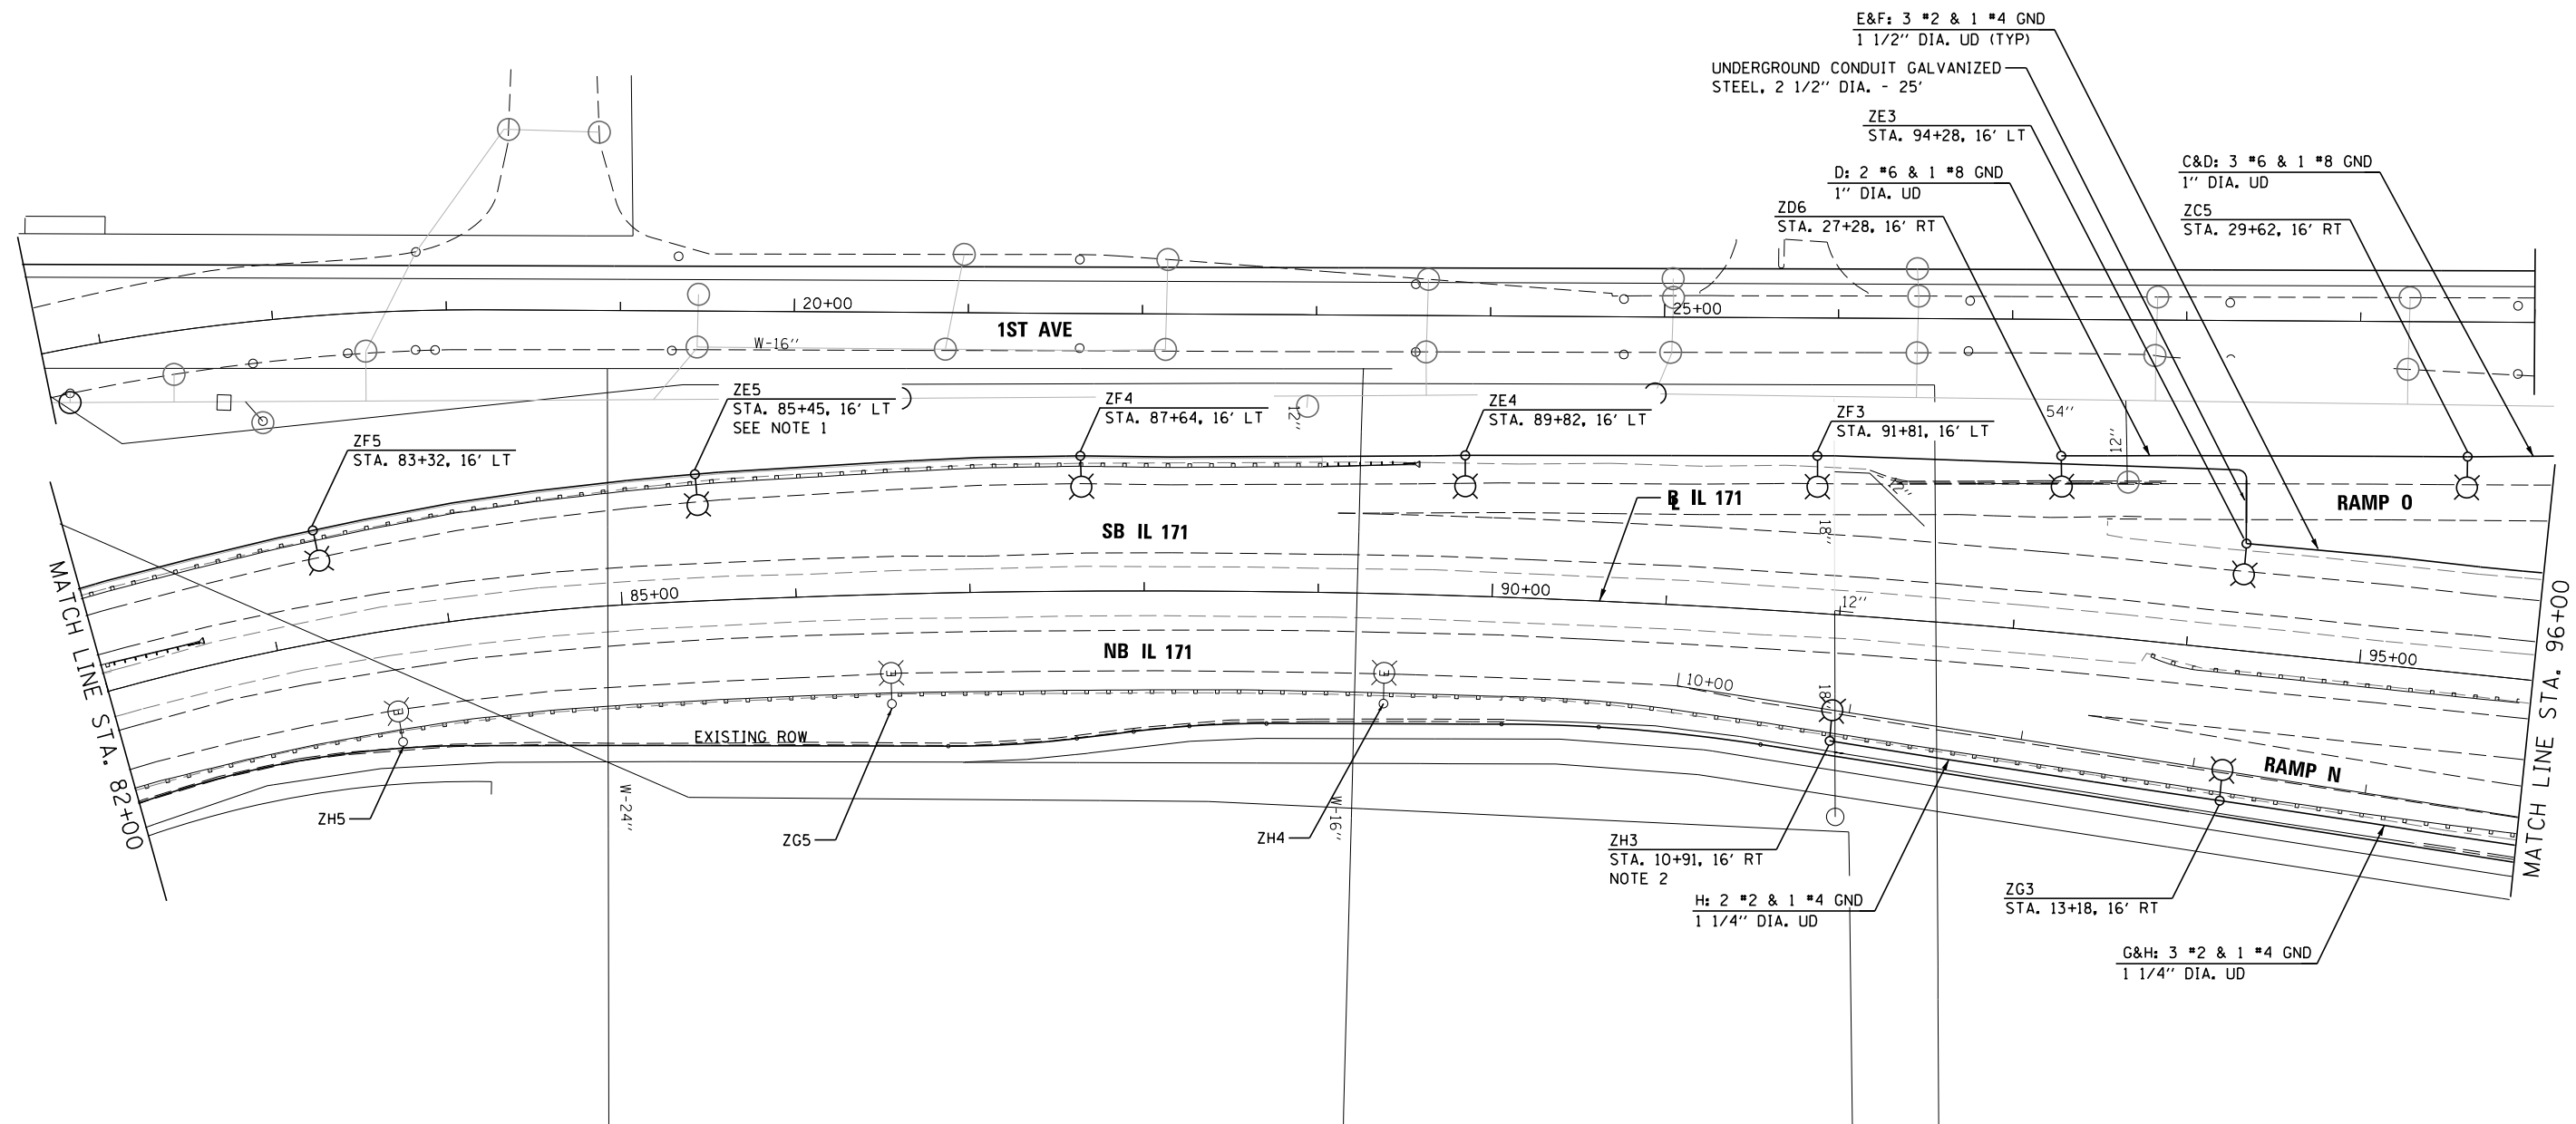 E&F: 3 #2 & 1 #4 GND
1 1/2'' DIA. UD (TYP)
UNDERGROUND CONDUIT GALVANIZED
STEEL, 2 1/2'' DIA. - 25'
ZE3
STA. 94+28, 16' LT
D: 2 #6 & 1 #8 GND
1'' DIA. UD
ZD6
STA. 27+28, 16' RT
C&D: 3 #6 & 1 #8 GND
1'' DIA. UD
ZC5
STA. 29+62, 16' RT
20+00
25+00
1ST AVE
W-16''
ZE5
STA. 85+45, 16' LT
SEE NOTE 1
ZF4
STA. 87+64, 16' LT
12''
ZE4
STA. 89+82, 16' LT
ZF3
STA. 91+81, 16' LT
54''
12''
ZF5
STA. 83+32, 16' LT
12''
18''
℄ IL 171
RAMP O
SB IL 171
MATCH LINE STA. 82+00
85+00
90+00
12''
95+00
MATCH LINE STA. 96+00
NB IL 171
E
E
E
10+00
18''
EXISTING ROW
RAMP N
ZH5
W-24''
ZG5
ZH4
W-16''
ZH3
STA. 10+91, 16' RT
NOTE 2
H: 2 #2 & 1 #4 GND
1 1/4'' DIA. UD
ZG3
STA. 13+18, 16' RT
G&H: 3 #2 & 1 #4 GND
1 1/4'' DIA. UD